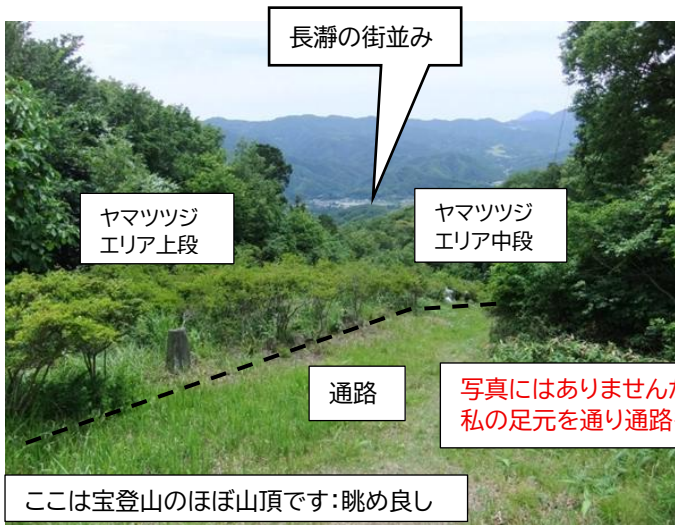 長瀞の街並み
ヤマツツジ
エリア上段
ヤマツツジ
エリア中段
通路
写真にはありません
私の足元を通り通路
ここは宝登山のほぼ山頂です:眺め良し